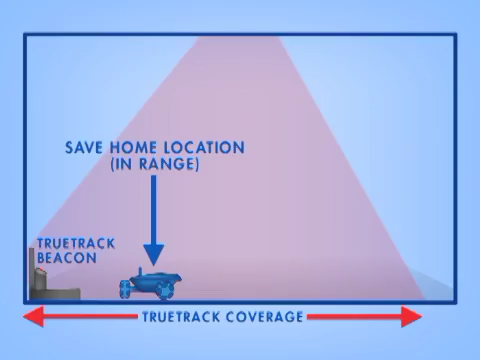 SAVE HOME LOCATION
(IN RANGE)
TRUETRACK
BEACON
TRUETRACK COVERAGE